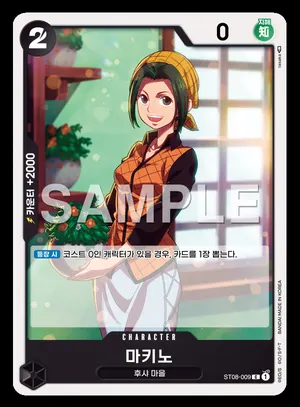 2
0
지혜
知
카운터 +2000
SAMPLE
등장 시 코스트 0인 캐릭터가 있을 경우, 카드를 1장 뽑는다.
CHARACTER
마키노
후샤 마을
ST08-009 C 1
BANDAI MADE IN KOREA